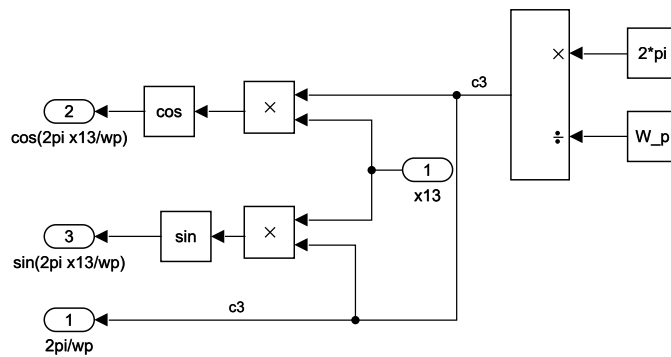 c3
×
2*pi
2
cos
×
cos(2pi x13/wp)
÷
W_p
1
x13
3
sin
×
sin(2pi x13/wp)
c3
1
2pi/wp